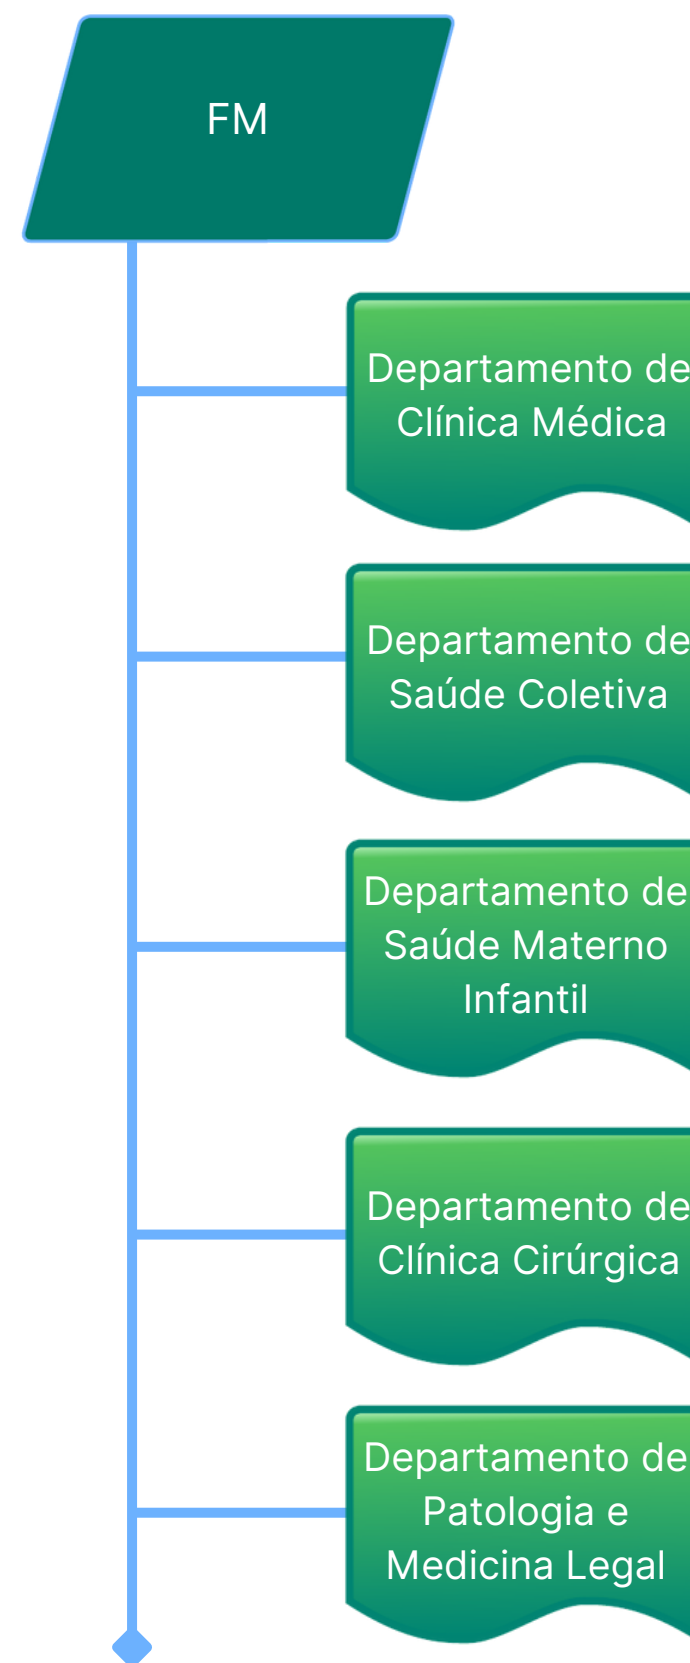 FM
Departamento de
Clínica Médica
Departamento de
Saúde Coletiva
Departamento de
Saúde Materno
Infantil
Departamento de
Clínica Cirúrgica
Departamento de
Patologia e
Medicina Legal